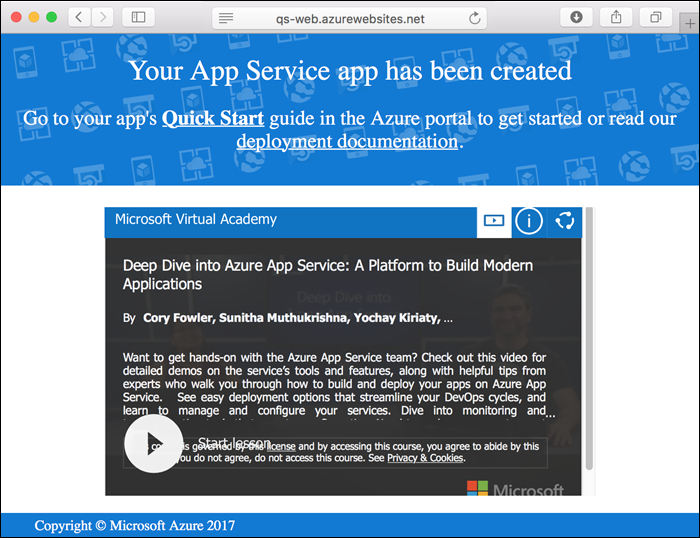 qs-web.azurewebsites.net
Your App Service app has been created
Go to your app's Quick Start guide in the Azure portal to get started or read our
deployment documentation.
Microsoft Virtual Academy
Deep Dive into Azure App Service: A Platform to Build Modern
Applications
By Cory Fowler, Sunitha Muthukrishna, Yochay Kiriaty, ...
Want to get hands-on with the Azure App Service team? Check out this video for
detailed demos on the service's tools and features, along with helpful tips from
experts who walk you through how to build and deploy your apps on Azure App
Service. See easy deployment options that streamline your DevOps cycles, and
learn to manage and configure your services. Dive into monitoring and
...
Start lesson
is governed by this license and by accessing this course, you agree to abide by this
you do not agree, do not access this course. See Privacy & Cookies.
Microsoft
Copyright © Microsoft Azure 2017